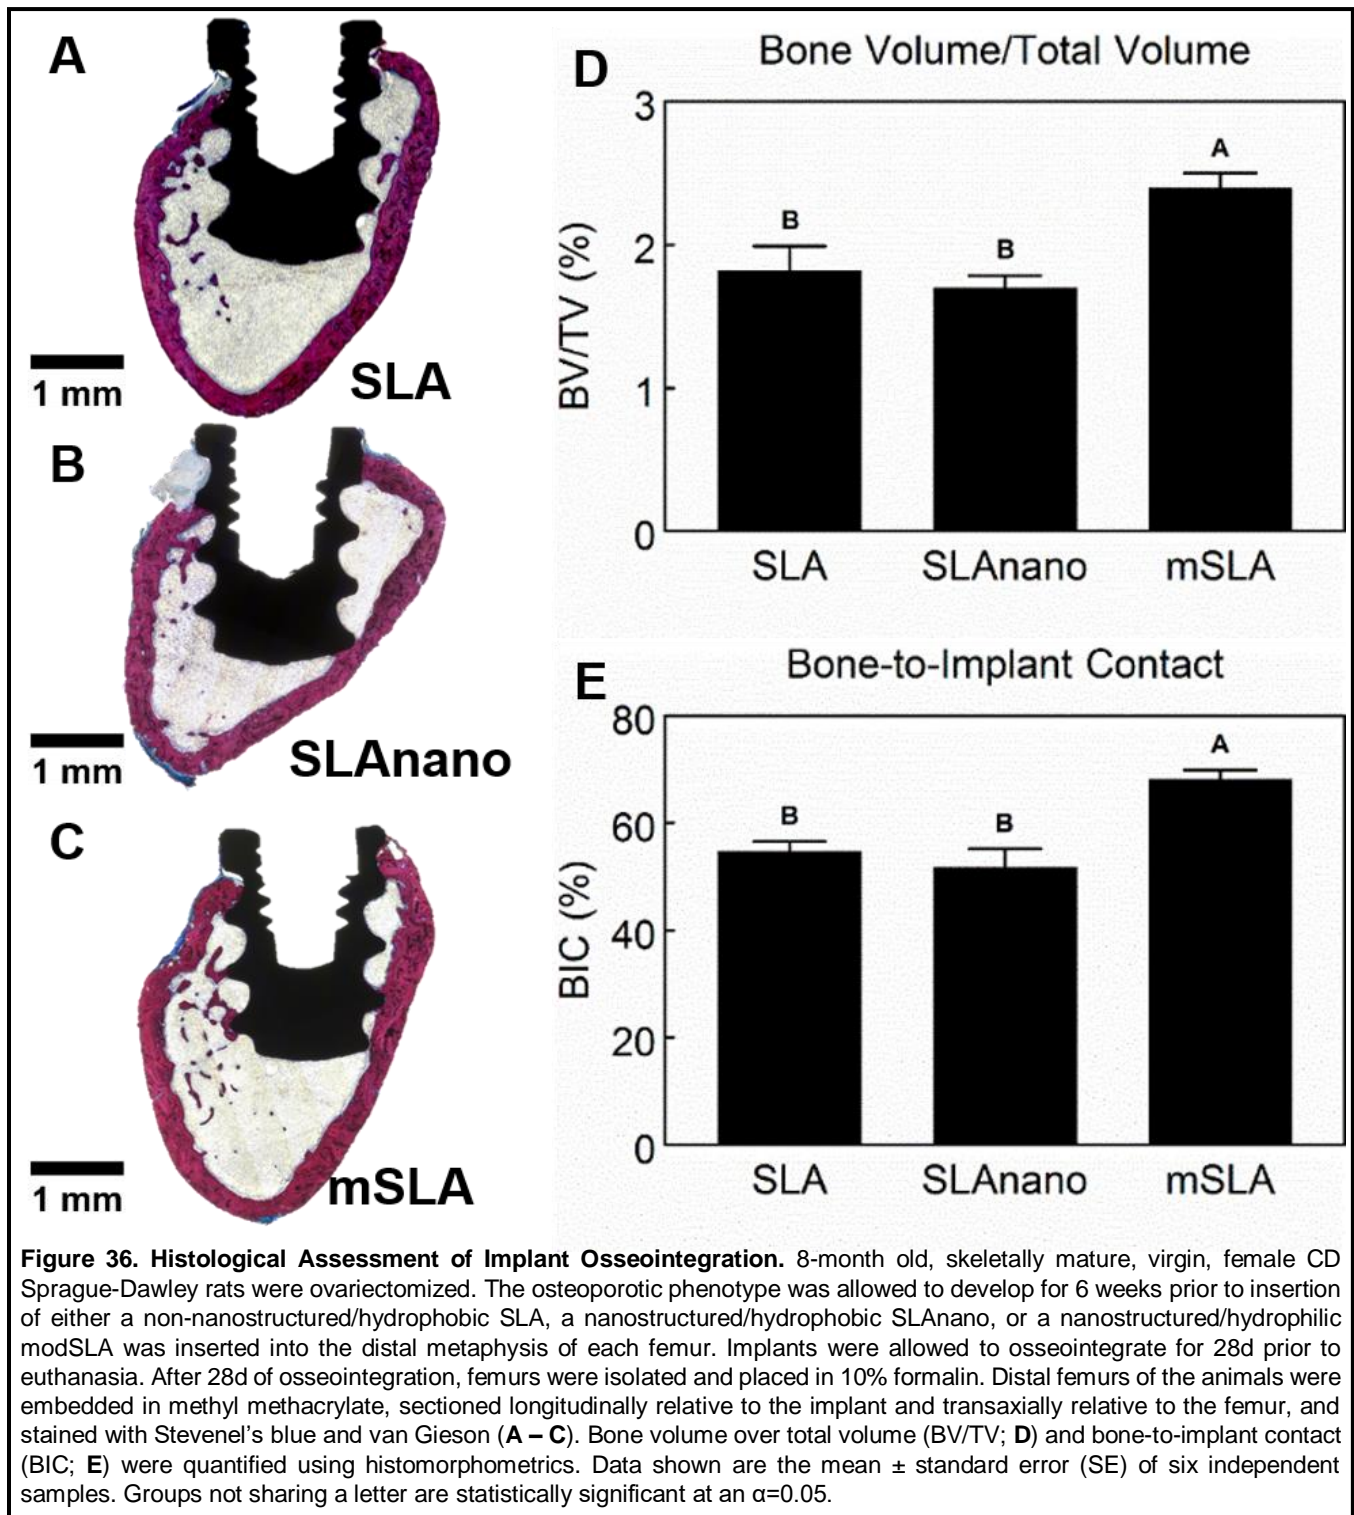 A
SLA
1 mm
B
SLAnano
1 mm
C
mSLA
1 mm
D
Bone Volume/Total Volume
BV/TV (%)
3
2
1
0
B
B
A
SLA SLAnano mSLA
E
Bone-to-Implant Contact
BIC (%)
80
60
40
20
0
B
B
A
SLA SLAnano mSLA
Figure 36. Histological Assessment of Implant Osseointegration. 8-month old, skeletally mature, virgin, female CD
Sprague-Dawley rats were ovariectomized. The osteoporotic phenotype was allowed to develop for 6 weeks prior to insertion
of either a non-nanostructured/hydrophobic SLA, a nanostructured/hydrophobic SLAnano, or a nanostructured/hydrophilic
modSLA was inserted into the distal metaphysis of each femur. Implants were allowed to osseointegrate for 28d prior to
euthanasia. After 28d of osseointegration, femurs were isolated and placed in 10% formalin. Distal femurs of the animals were
embedded in methyl methacrylate, sectioned longitudinally relative to the implant and transaxially relative to the femur, and
stained with Stevenel’s blue and van Gieson (A – C). Bone volume over total volume (BV/TV; D) and bone-to-implant contact
(BIC; E) were quantified using histomorphometrics. Data shown are the mean ± standard error (SE) of six independent
samples. Groups not sharing a letter are statistically significant at an α=0.05.